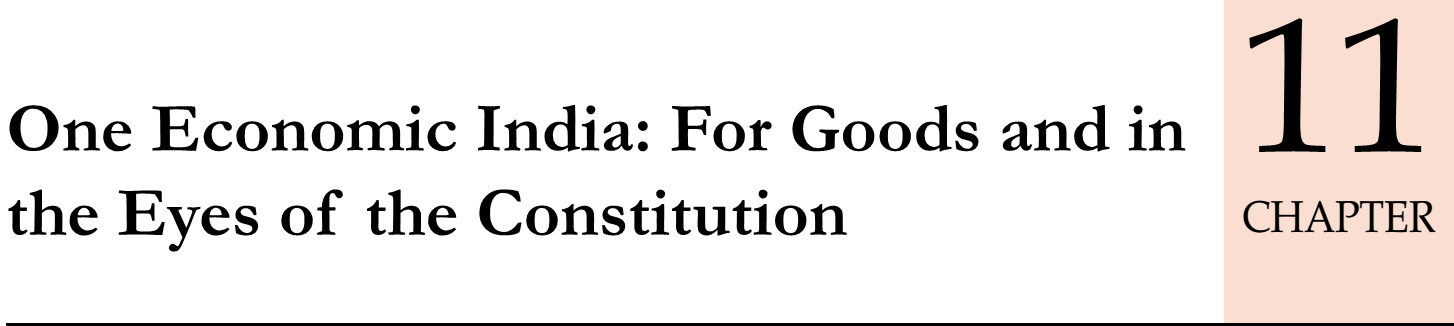 One Economic India: For Goods and in
the Eyes of the Constitution
11
CHAPTER